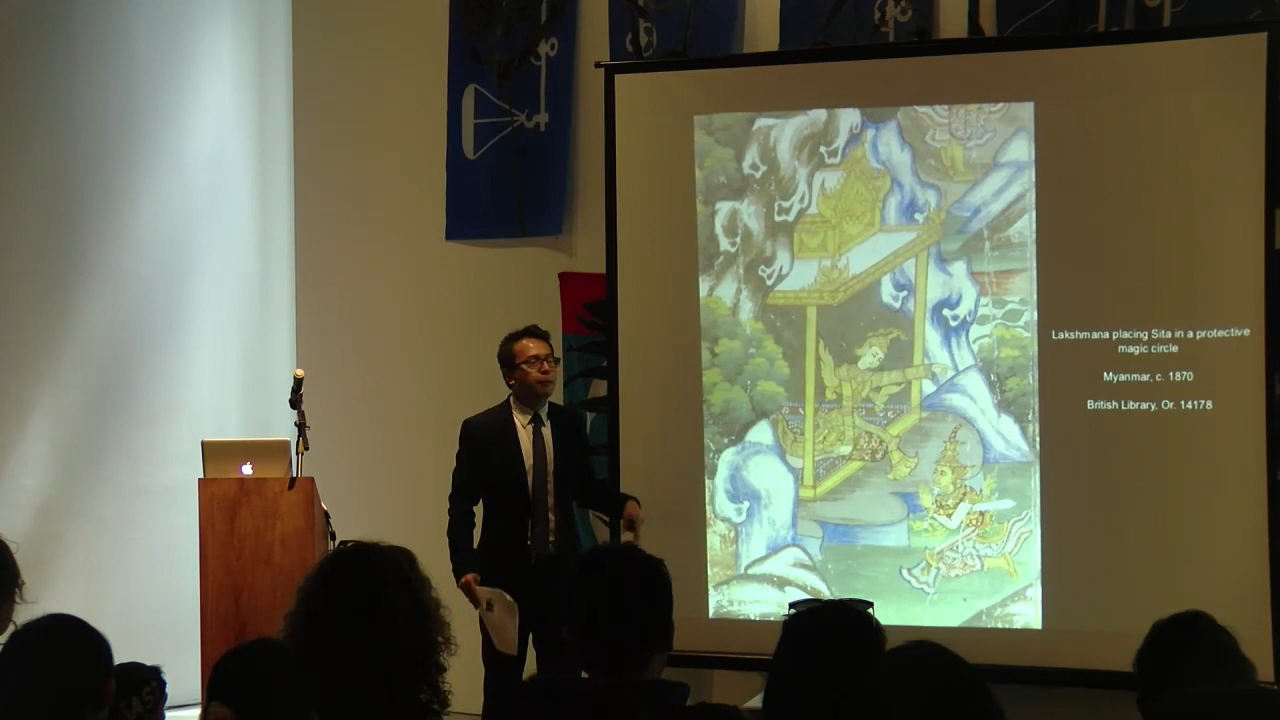 Lakshmana placing Sita in a protective
magic circle
Myanmar, c. 1870
British Library, Or. 14178